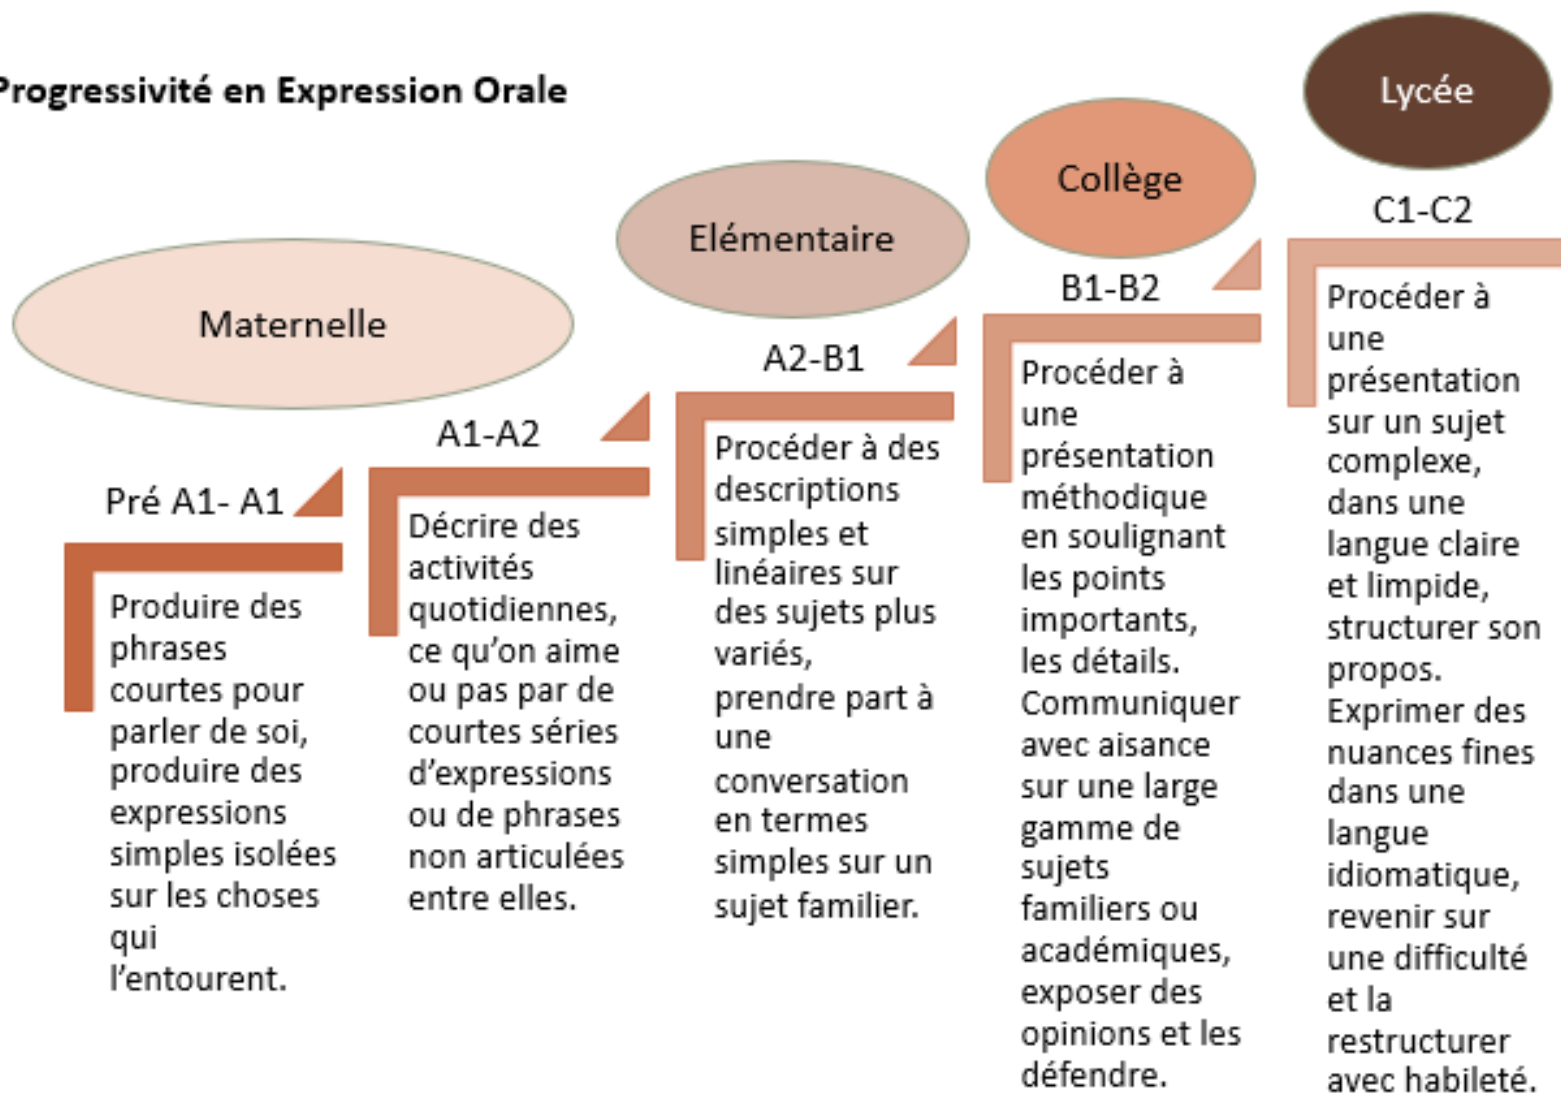 Progressivité en Expression Orale
Maternelle
Pré A1- A1
Produire des
phrases
courtes pour
parler de soi,
produire des
expressions
simples isolées
sur les choses
qui
l'entourent.
A1-A2
Décrire des
activités
quotidiennes,
ce qu'on aime
ou pas par de
courtes séries
d'expressions
ou de phrases
non articulées
entre elles.
Elémentaire
A2-B1
Procéder à des
descriptions
simples et
linéaires sur
des sujets plus
variés,
prendre part à
une
conversation
en termes
simples sur un
sujet familier.
Collège
B1-B2
Procéder à
une
présentation
méthodique
en soulignant
les points
importants,
les détails.
Communiquer
avec aisance
sur une large
gamme de
sujets
familiers ou
académiques,
exposer des
opinions et les
défendre.
Lycée
C1-C2
Procéder à
une
présentation
sur un sujet
complexe,
dans une
langue claire
et limpide,
structurer son
propos.
Exprimer des
nuances fines
dans une
langue
idiomatique,
revenir sur
une difficulté
et la
restructurer
avec habileté.